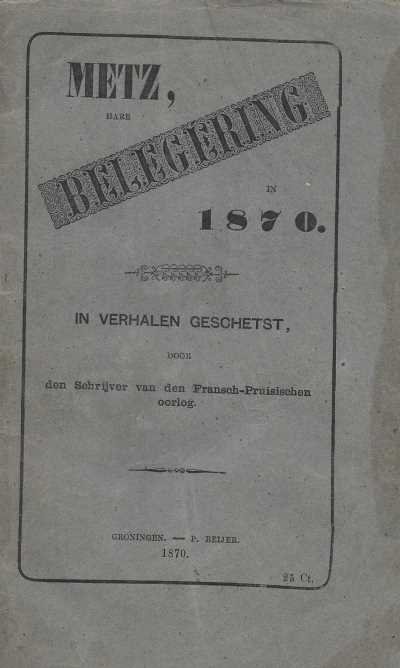 METZ,
HARE
BELEGERING
IN
1870.
IN VERHALEN GESCHETST,
DOOR
den Schrijver van den Fransch-Pruisischen
oorlog.
GRONINGEN. — P. BEIJER.
1870.
25 Ct.